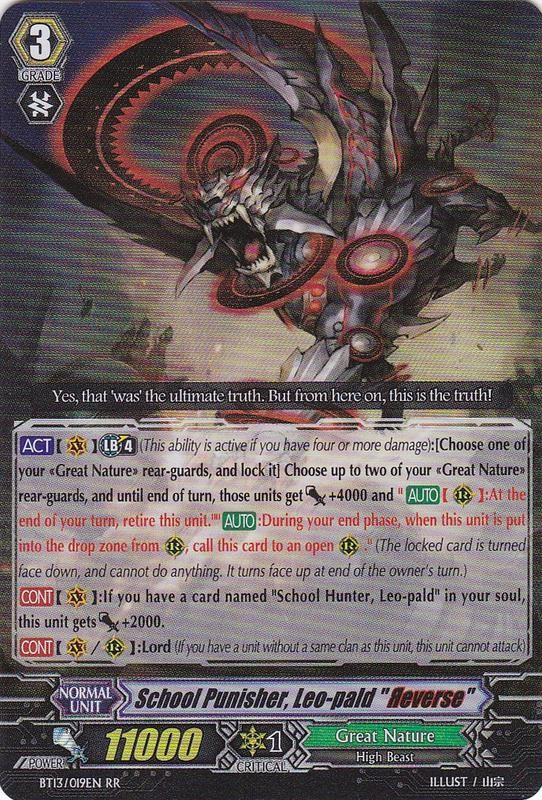 3
GRADE
Yes, that 'was' the ultimate truth. But from here on, this is the truth!
ACT【 V 】LB4 (This ability is active if you have four or more damage):[Choose one of
your «Great Nature» rear-guards, and lock it] Choose up to two of your «Great Nature»
rear-guards, and until end of turn, those units get +4000 and " AUTO【 R 】:At the
end of your turn, retire this unit."" AUTO:During your end phase, when this unit is put
into the drop zone from R, call this card to an open R ." (The locked card is turned
face down, and cannot do anything. It turns face up at end of the owner's turn.)
CONT【 V 】:If you have a card named "School Hunter, Leo-pald" in your soul,
this unit gets +2000.
CONT【 V / R 】:Lord (If you have a unit without a same clan as this unit, this unit cannot attack)
NORMAL
UNIT
School Punisher, Leo-pald "Яeverse"
POWER 11000 1 CRITICAL
Great Nature
High Beast
BT13/019EN RR ILLUST / 山宗